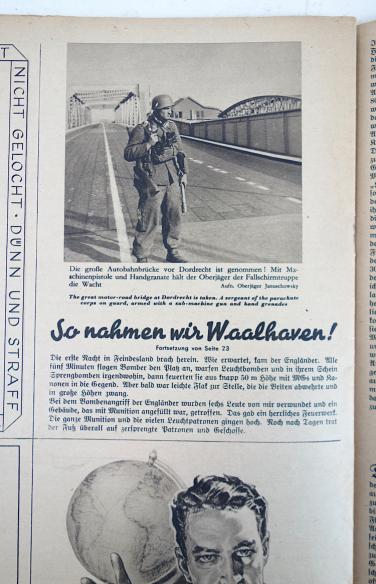 NICHT GELOCHT · DÜNN UND STRAFF
Die große Autobahnbrücke vor Dordrecht ist genommen! Mit Ma-
schinenpistole und Handgranate hält der Oberjäger der Fallschirmtruppe
die Wacht Aufn. Oberjäger Januschowsky
The great motor-road bridge at Dordrecht is taken. A sergeant of the parachute
corps on guard, armed with a sub-machine gun and hand grenades
So nahmen wir Waalhaven!
Fortsetzung von Seite 23
Die erste Nacht in Feindesland brach herein. Wie erwartet, kam der Engländer. Alle
fünf Minuten flogen Bomber den Platz an, warfen Leuchtbomben und in ihrem Schein
Sprengbomben irgendwohin, dann feuerten sie aus knapp 50 m Höhe mit MGs und Ka-
nonen in die Gegend. Aber bald war leichte Flak zur Stelle, die die Briten abwehrte und
in große Höhen zwang.
Bei dem Bombenangriff der Engländer wurden sechs Leute von mir verwundet und ein
Gebäude, das mit Munition angefüllt war, getroffen. Das gab ein herrliches Feuerwerk.
Die ganze Munition und die vielen Leuchtpatronen gingen hoch. Noch nach Tagen trat
der Fuß überall auf zersprengte Patronen und Geschosse.